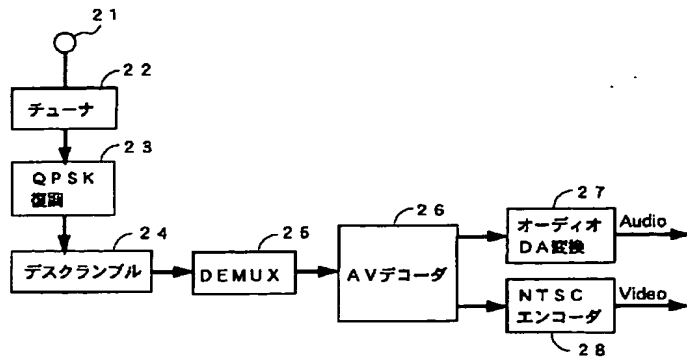 21
22
チューナ
23
QPSK
復調
24
デスクランブル
25
DEMUX
26
AVデコーダ
27
オーディオ
DA変換
Audio
NTSC
エンコーダ
Video
28